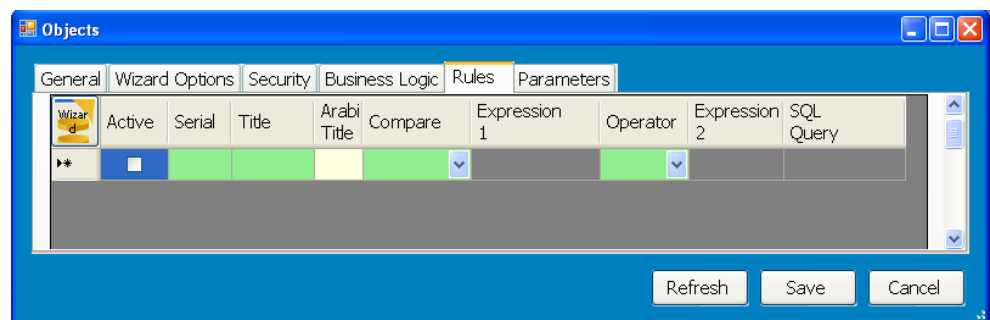 Objects
General Wizard Options Security Business Logic Rules Parameters
Wizar
d
Active Serial Title Arabi
Title Compare Expression
1 Operator Expression
2 SQL
Query
Refresh Save Cancel